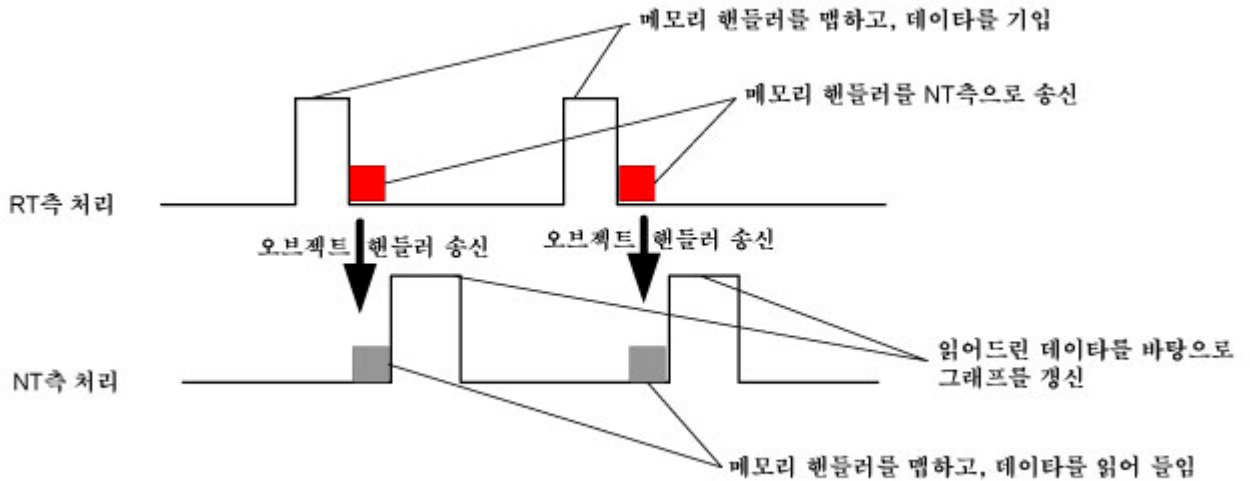 메모리 핸들러를 맵하고, 데이타를 기입
메모리 핸들러를 NT측으로 송신
RT측 처리
오브젝트 핸들러 송신
오브젝트 핸들러 송신
읽어드린 데이타를 바탕으로
그래프를 갱신
NT측 처리
메모리 핸들러를 맵하고, 데이타를 읽어 들임